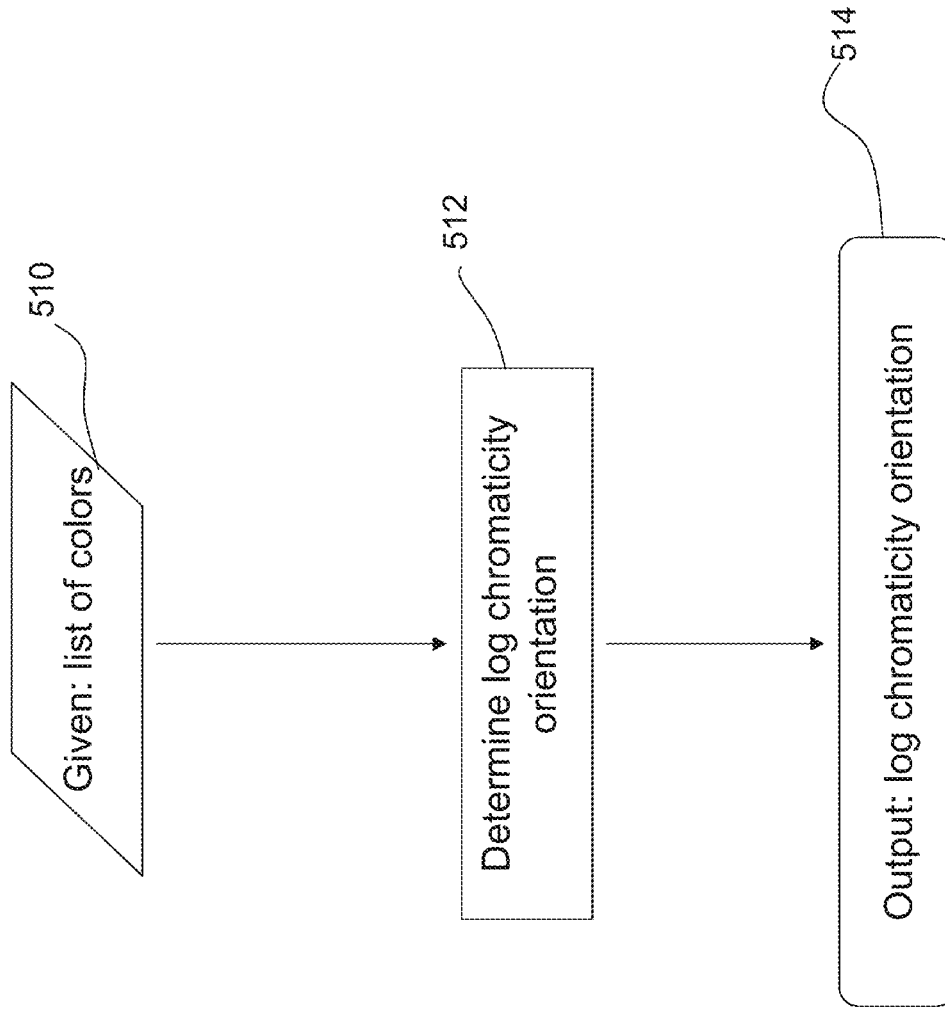 510
Given: list of colors
512
Determine log chromaticity
orientation
514
Output: log chromaticity orientation